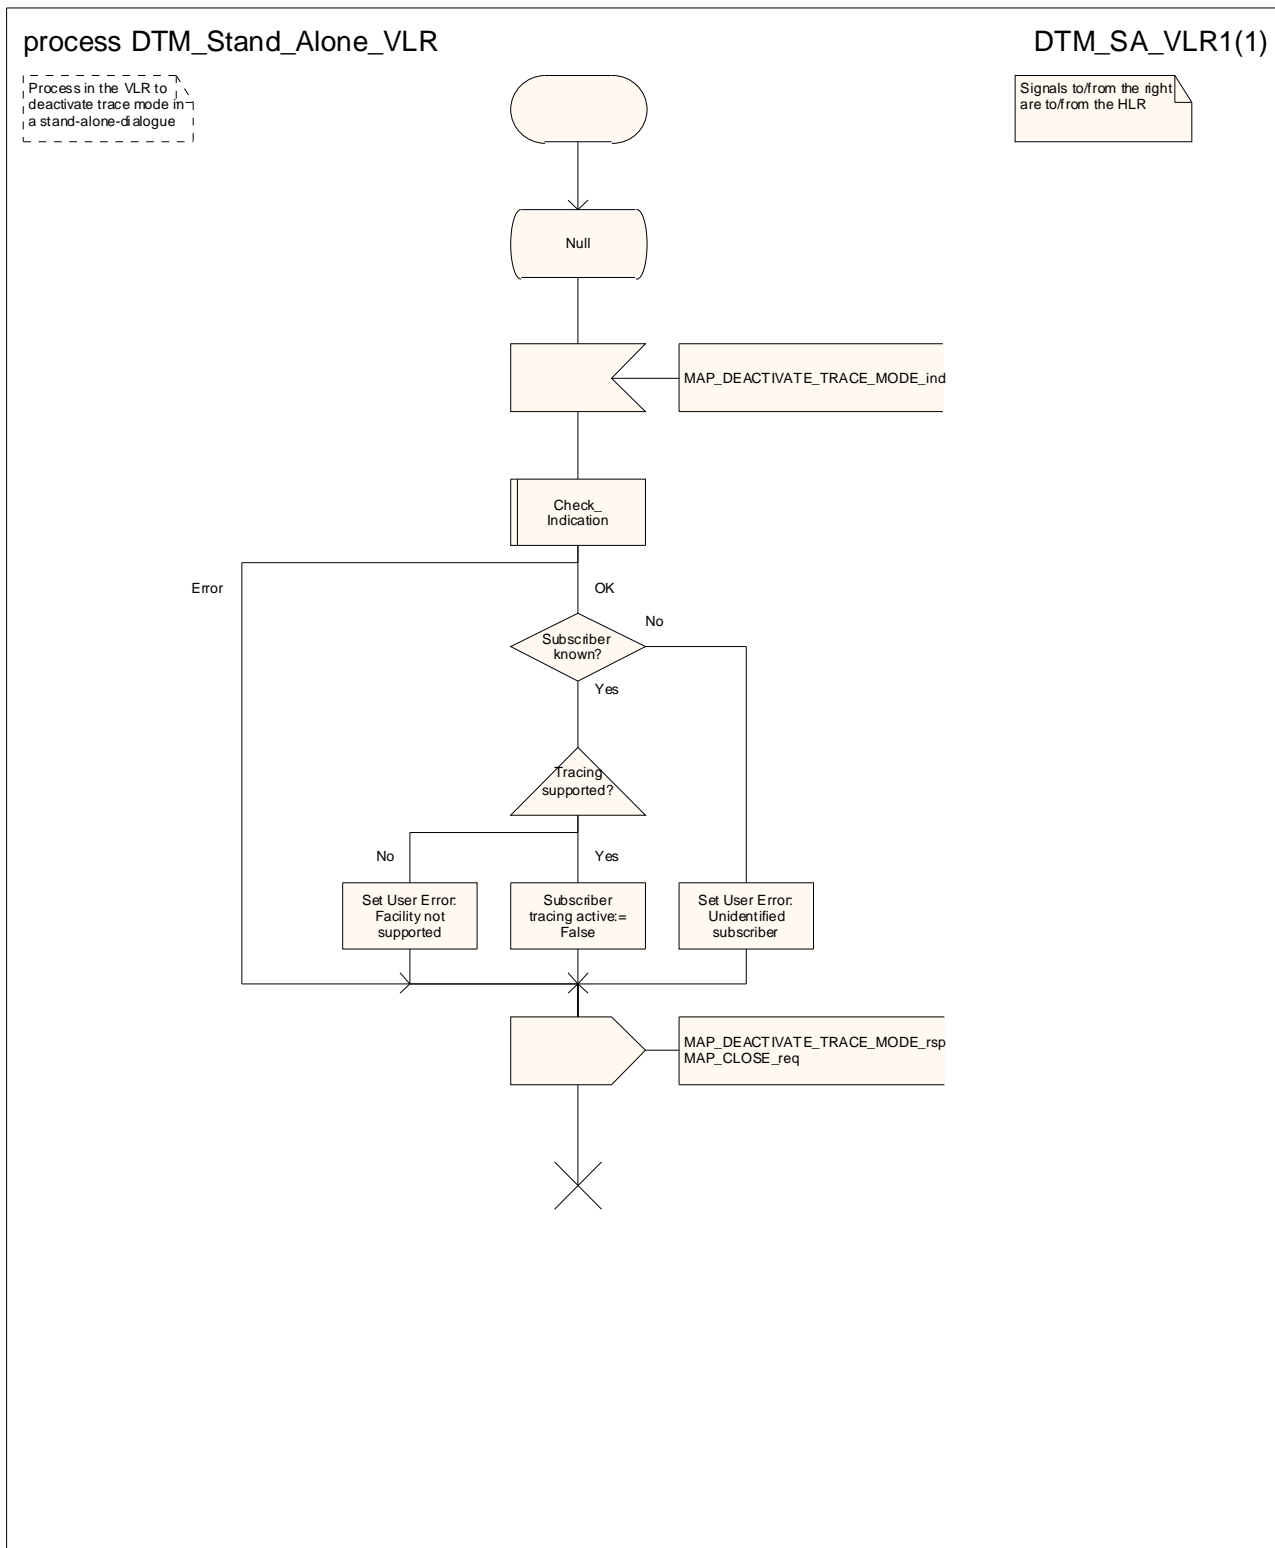 process DTM_Stand_Alone_VLR
DTM_SA_VLR1(1)
Process in the VLR to
deactivate trace mode in
a stand-alone-dialogue
Signals to/from the right
are to/from the HLR
Null
MAP_DEACTIVATE_TRACE_MODE_ind
Check_
Indication
Error
OK
Subscriber
known?
No
Yes
Tracing
supported?
No
Yes
Set User Error:
Facility not
supported
Subscriber
tracing active:=
False
Set User Error:
Unidentified
subscriber
MAP_DEACTIVATE_TRACE_MODE_rsp
MAP_CLOSE_req